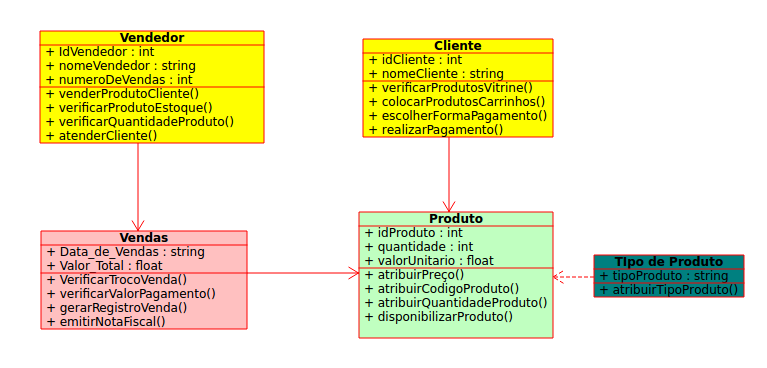 Vendedor
+ IdVendedor : int
+ nomeVendedor : string
+ numeroDeVendas : int
+ venderProdutoCliente()
+ verificarProdutoEstoque()
+ verificarQuantidadeProduto()
+ atenderCliente()
Cliente
+ idCliente : int
+ nomeCliente : string
+ verificarProdutosVitrine()
+ colocarProdutosCarrinhos()
+ escolherFormaPagamento()
+ realizarPagamento()
Vendas
+ Data_de_Vendas : string
+ Valor_Total : float
+ VerificarTrocoVenda()
+ verificarValorPagamento()
+ gerarRegistroVenda()
+ emitirNotaFiscal()
Produto
+ idProduto : int
+ quantidade : int
+ valorUnitario : float
+ atribuirPreço()
+ atribuirCodigoProduto()
+ atribuirQuantidadeProduto()
+ disponibilizarProduto()
TIpo de Produto
+ tipoProduto : string
+ atribuirTipoProduto()